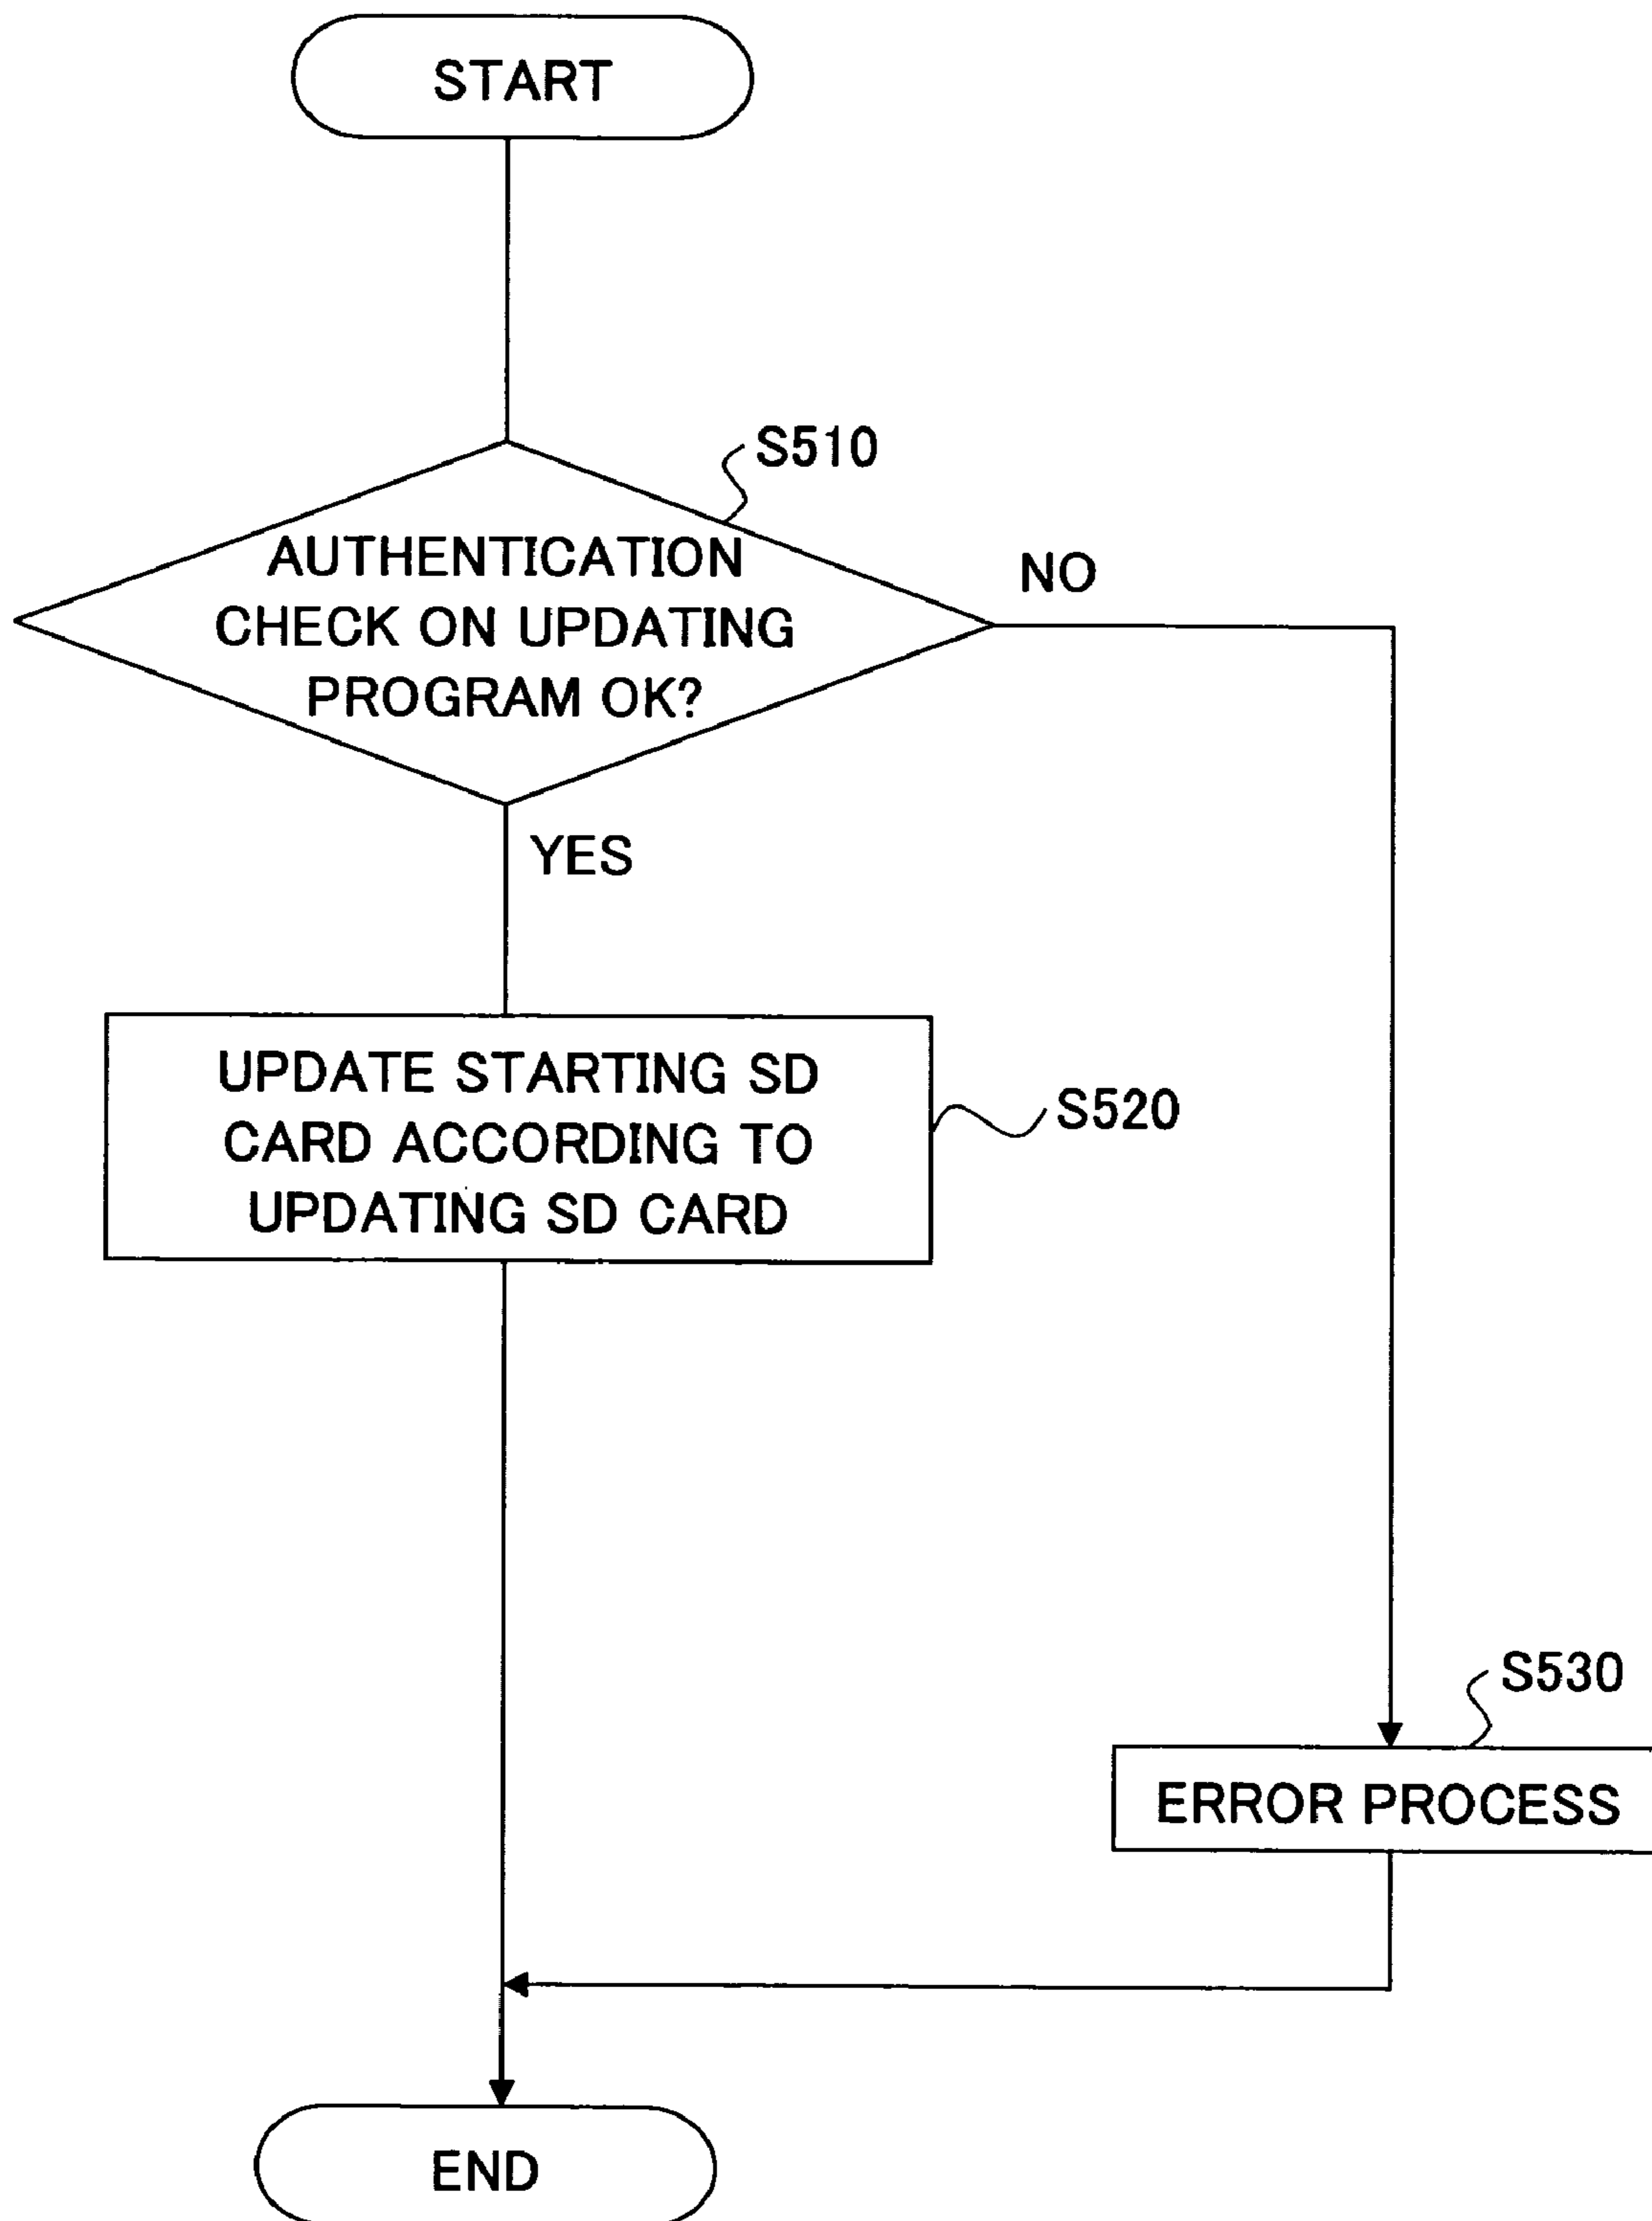 START
S510
AUTHENTICATION
CHECK ON UPDATING
PROGRAM OK?
NO
YES
UPDATE STARTING SD
CARD ACCORDING TO
UPDATING SD CARD
S520
S530
ERROR PROCESS
END